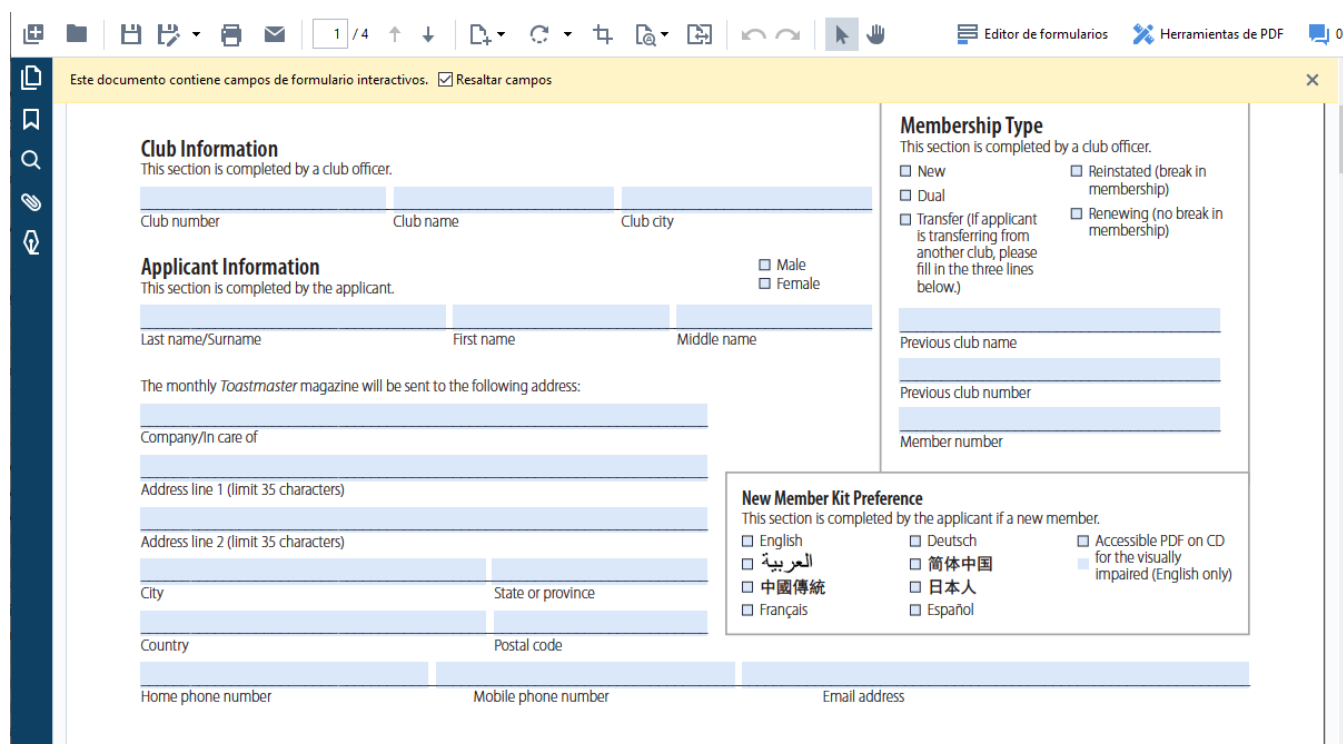 1 / 4
Editor de formularios
Herramientas de PDF
0
Este documento contiene campos de formulario interactivos.
Resaltar campos
Club Information
This section is completed by a club officer.
Club number
Club name
Club city
Applicant Information
This section is completed by the applicant.
Male
Female
Last name/Surname
First name
Middle name
The monthly Toastmaster magazine will be sent to the following address:
Company/In care of
Address line 1 (limit 35 characters)
Address line 2 (limit 35 characters)
City
State or province
Country
Postal code
Home phone number
Mobile phone number
Email address
Membership Type
This section is completed by a club officer.
New
Dual
Transfer (If applicant
is transferring from
another club, please
fill in the three lines
below.)
Reinstated (break in
membership)
Renewing (no break in
membership)
Previous club name
Previous club number
Member number
New Member Kit Preference
This section is completed by the applicant if a new member.
English
العربية
中國傳統
Français
Deutsch
简体中国
日本人
Español
Accessible PDF on CD
for the visually
impaired (English only)